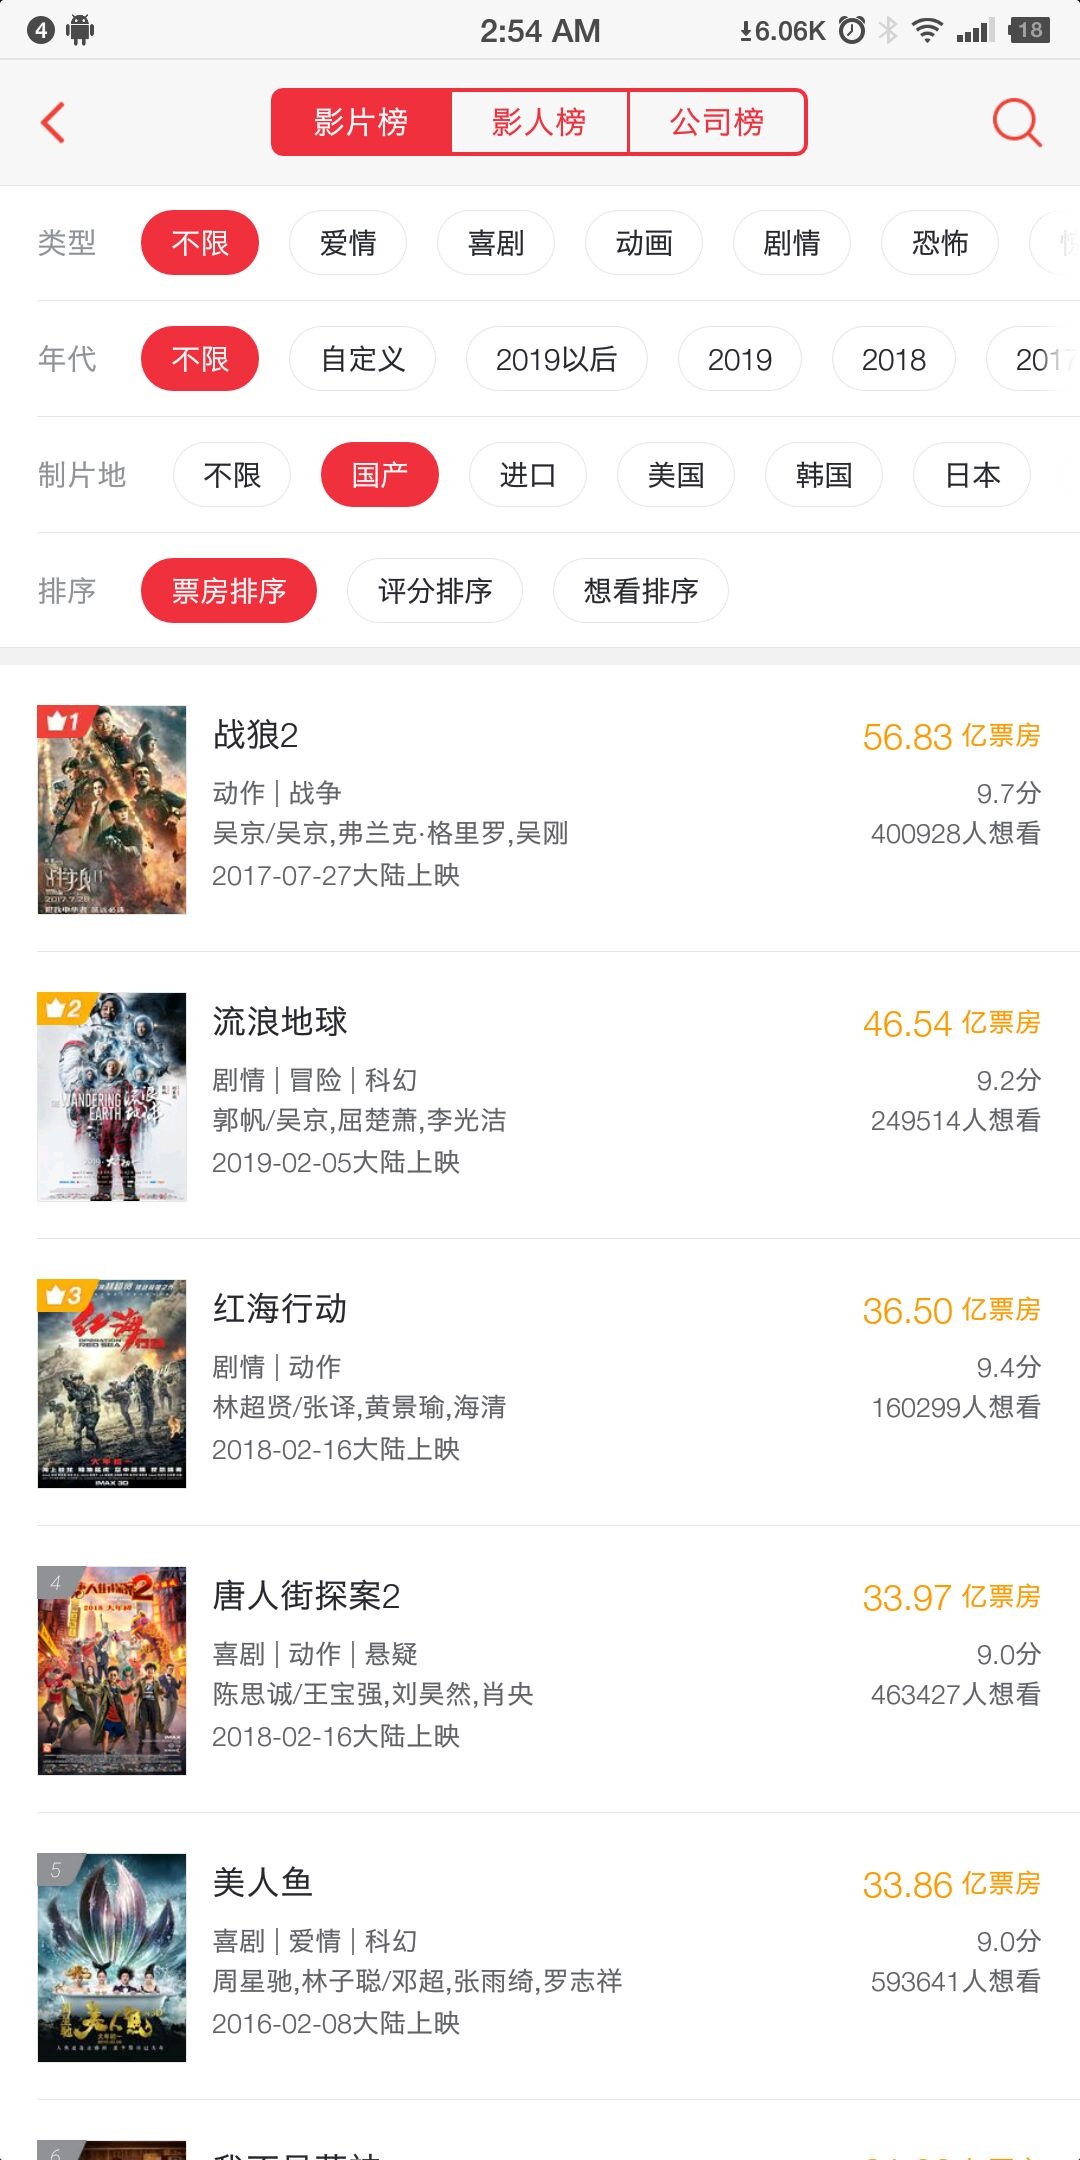 4
2:54 AM
6.06K
18
影片榜 影人榜 公司榜
类型 不限 爱情 喜剧 动画 剧情 恐怖
年代 不限 自定义 2019以后 2019 2018 2017
制片地 不限 国产 进口 美国 韩国 日本
排序 票房排序 评分排序 想看排序
1
战狼2
56.83 亿票房
动作 | 战争
9.7分
吴京/吴京,弗兰克·格里罗,吴刚
400928人想看
2017-07-27大陆上映
2
流浪地球
46.54 亿票房
剧情 | 冒险 | 科幻
9.2分
郭帆/吴京,屈楚萧,李光洁
249514人想看
2019-02-05大陆上映
THE WANDERING
EARTH
3
红海行动
36.50 亿票房
剧情 | 动作
9.4分
林超贤/张译,黄景瑜,海清
160299人想看
2018-02-16大陆上映
红海
OPERATION
RED SEA
IMAX 3D
4
唐人街探案2
33.97 亿票房
喜剧 | 动作 | 悬疑
9.0分
陈思诚/王宝强,刘昊然,肖央
463427人想看
2018-02-16大陆上映
5
美人鱼
33.86 亿票房
喜剧 | 爱情 | 科幻
9.0分
周星驰,林子聪/邓超,张雨绮,罗志祥
593641人想看
2016-02-08大陆上映
美人鱼
6